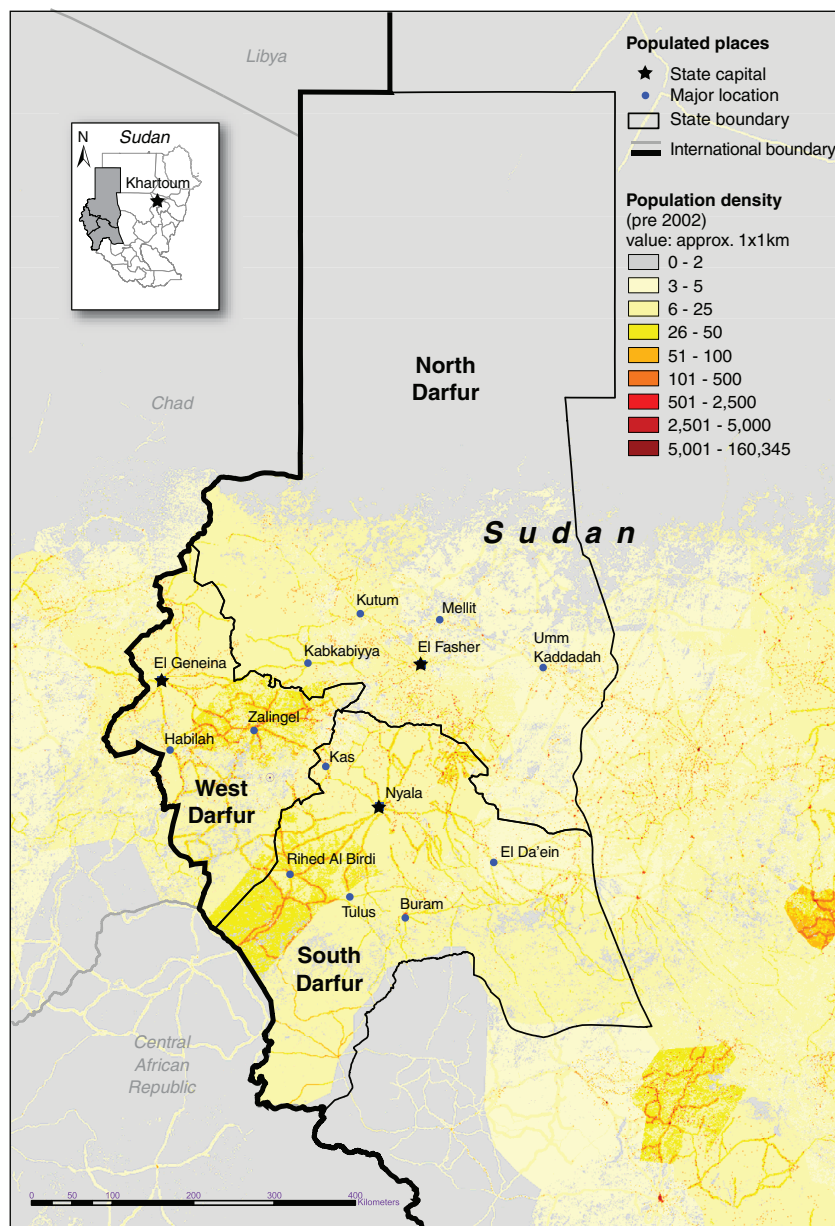 Libya
Populated places
State capital
Major location
State boundary
International boundary
N
Sudan
Khartoum
Population density
(pre 2002)
value: approx. 1x1km
0 - 2
3 - 5
6 - 25
26 - 50
51 - 100
101 - 500
501 - 2,500
2,501 - 5,000
5,001 - 160,345
North
Darfur
Chad
Sudan
Kutum
Mellit
Kabkabiyya
El Fasher
Umm
Kaddadah
El Geneina
Zalingel
Habilah
Kas
West
Darfur
Nyala
Rihed Al Birdi
El Da'ein
Tulus
Buram
South
Darfur
Central
African
Republic
0 50 100 200 300 400
Kilometers